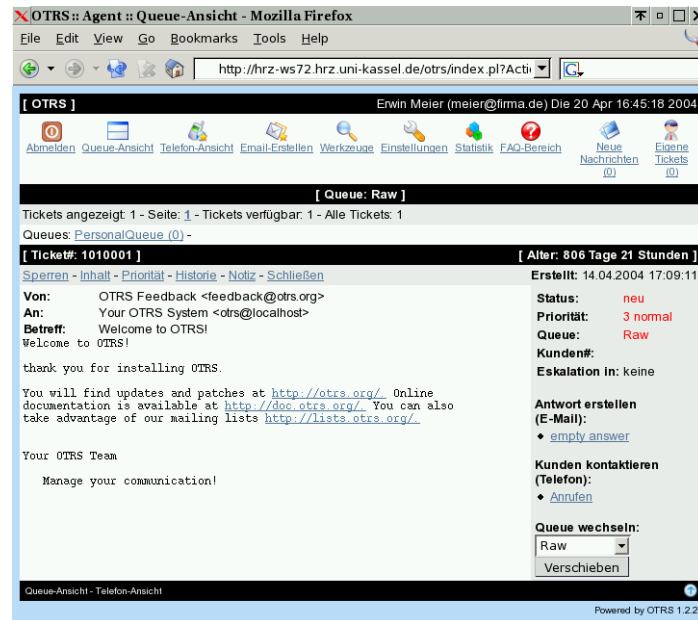 OTRS :: Agent :: Queue-Ansicht - Mozilla Firefox
File Edit View Go Bookmarks Tools Help
http://hrz-ws72.hrz.uni-kassel.de/otrs/index.pl?Acti
[ OTRS ] Erwin Meier (meier@firma.de) Die 20 Apr 16:45:18 2004
Abmelden Queue-Ansicht Telefon-Ansicht Email-Erstellen Werkzeuge Einstellungen Statistik FAQ-Bereich Neue Nachrichten (0) Eigene Tickets (0)
[ Queue: Raw ]
Tickets angezeigt: 1 - Seite: 1 - Tickets verfügbar: 1 - Alle Tickets: 1
Queues: PersonalQueue (0) -
[ Ticket#: 1010001 ] [ Alter: 806 Tage 21 Stunden ]
Sperren - Inhalt - Priorität - Historie - Notiz - Schließen Erstellt: 14.04.2004 17:09:11
Von: OTRS Feedback <feedback@otrs.org>
An: Your OTRS System <otrs@localhost>
Betreff: Welcome to OTRS!
Welcome to OTRS!
thank you for installing OTRS.
You will find updates and patches at http://otrs.org/. Online
documentation is available at http://doc.otrs.org/. You can also
take advantage of our mailing lists http://lists.otrs.org/.
Your OTRS Team
Manage your communication!
Status: neu
Priorität: 3 normal
Queue: Raw
Kunden#:
Eskalation in: keine
Antwort erstellen
(E-Mail):
empty answer
Kunden kontaktieren
(Telefon):
Anrufen
Queue wechseln:
Raw
Verschieben
Queue-Ansicht - Telefon-Ansicht
Powered by OTRS 1.2.2